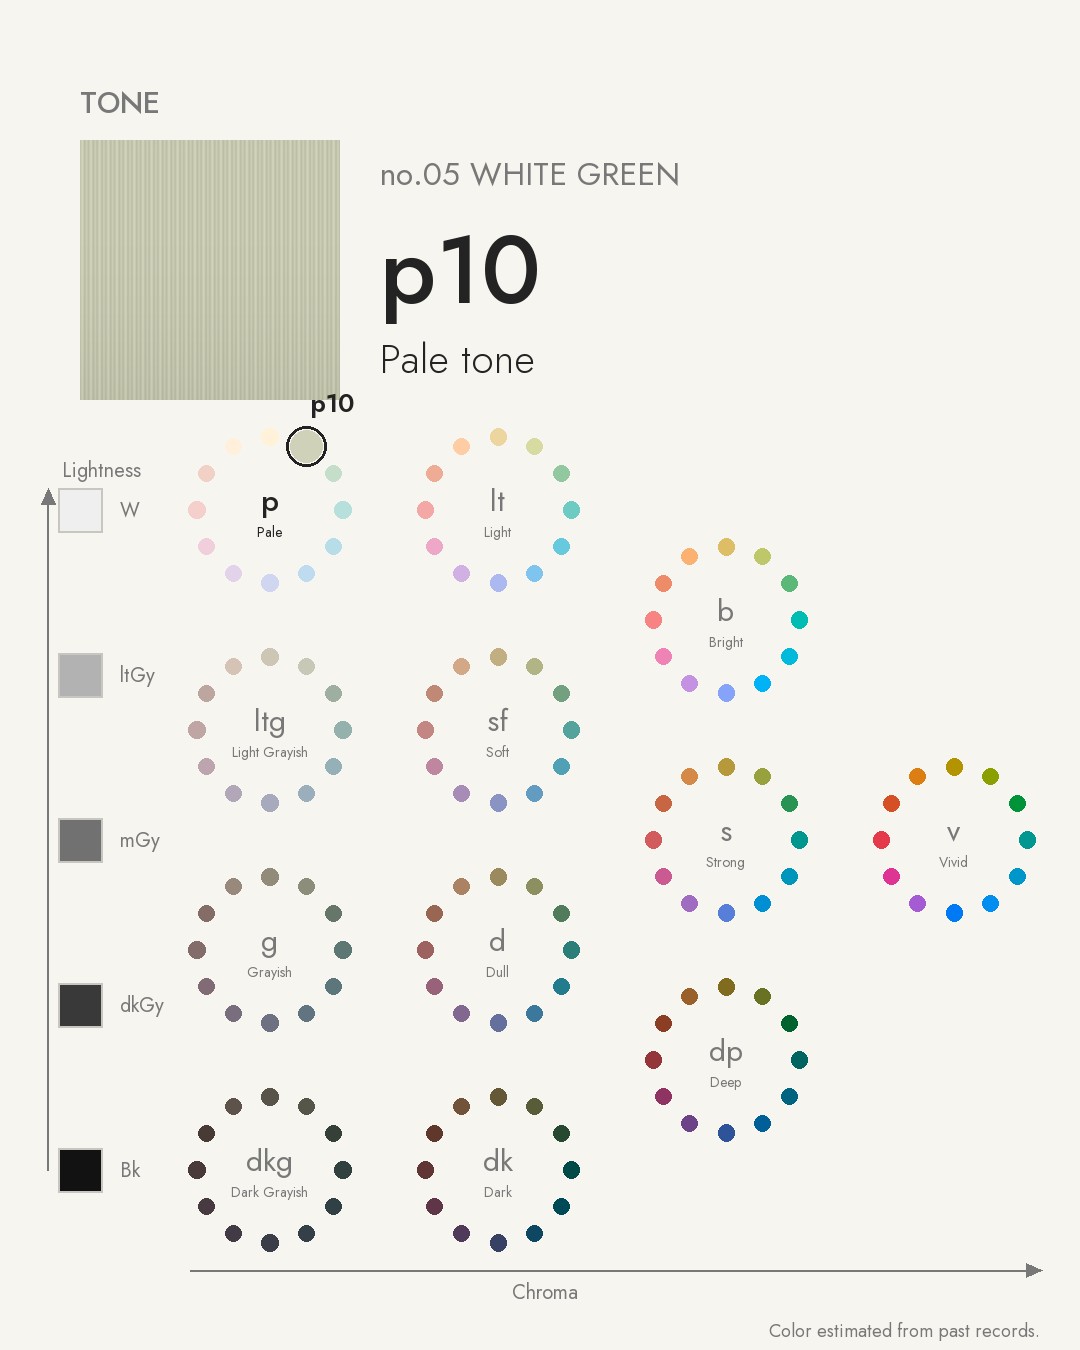 TONE
no.05 WHITE GREEN
p10
Pale tone
p10
Lightness
W
ltGy
mGy
dkGy
Bk
p
Pale
lt
Light
b
Bright
ltg
Light Grayish
sf
Soft
s
Strong
v
Vivid
g
Grayish
d
Dull
dp
Deep
dkg
Dark Grayish
dk
Dark
Chroma
Color estimated from past records.